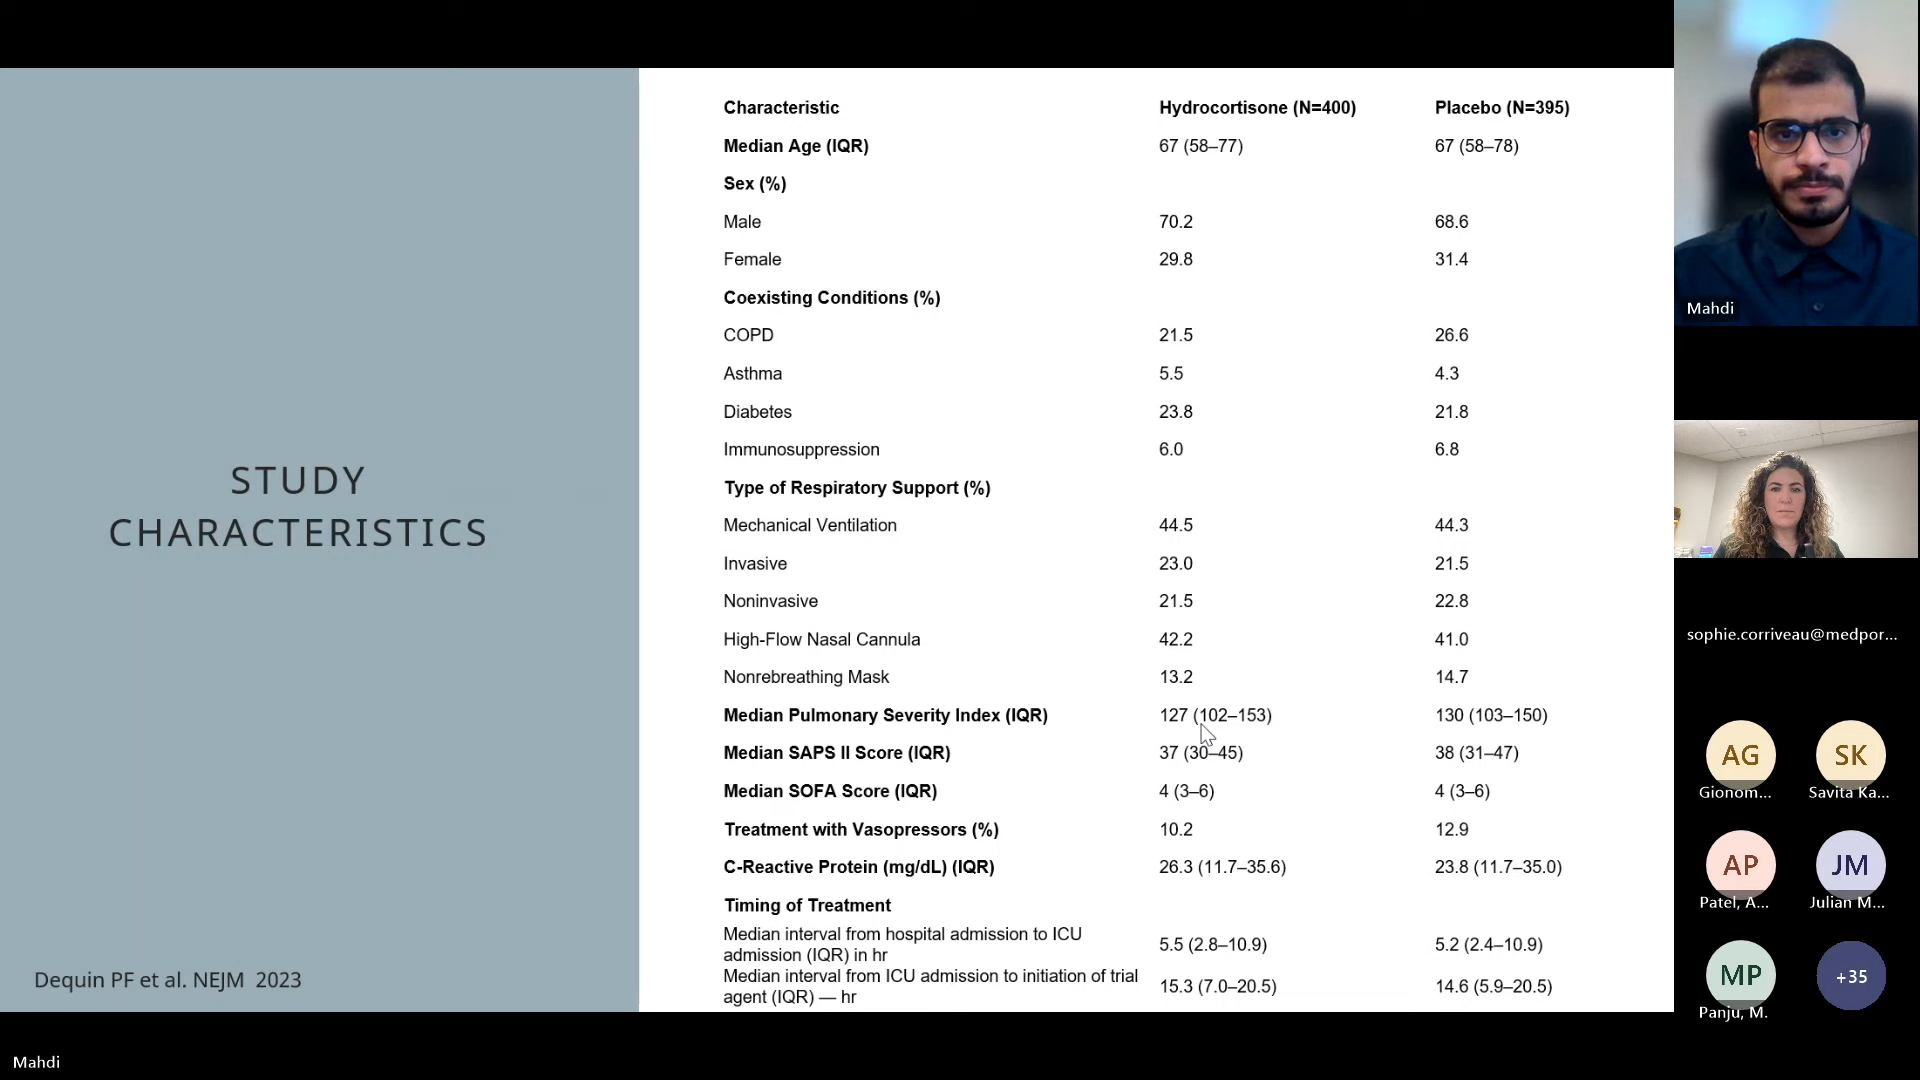 STUDY
CHARACTERISTICS
Dequin PF et al. NEJM 2023
Characteristic Hydrocortisone (N=400) Placebo (N=395)
Median Age (IQR) 67 (58–77) 67 (58–78)
Sex (%)
Male 70.2 68.6
Female 29.8 31.4
Coexisting Conditions (%)
COPD 21.5 26.6
Asthma 5.5 4.3
Diabetes 23.8 21.8
Immunosuppression 6.0 6.8
Type of Respiratory Support (%)
Mechanical Ventilation 44.5 44.3
Invasive 23.0 21.5
Noninvasive 21.5 22.8
High-Flow Nasal Cannula 42.2 41.0
Nonrebreathing Mask 13.2 14.7
Median Pulmonary Severity Index (IQR) 127 (102–153) 130 (103–150)
Median SAPS II Score (IQR) 37 (30–45) 38 (31–47)
Median SOFA Score (IQR) 4 (3–6) 4 (3–6)
Treatment with Vasopressors (%) 10.2 12.9
C-Reactive Protein (mg/dL) (IQR) 26.3 (11.7–35.6) 23.8 (11.7–35.0)
Timing of Treatment
Median interval from hospital admission to ICU
admission (IQR) in hr 5.5 (2.8–10.9) 5.2 (2.4–10.9)
Median interval from ICU admission to initiation of trial
agent (IQR) — hr 15.3 (7.0–20.5) 14.6 (5.9–20.5)
Mahdi
sophie.corriveau@medpor...
AG SK
Gionom... Savita Ka...
AP JM
Patel, A... Julian M...
MP +35
Panju, M.
Mahdi